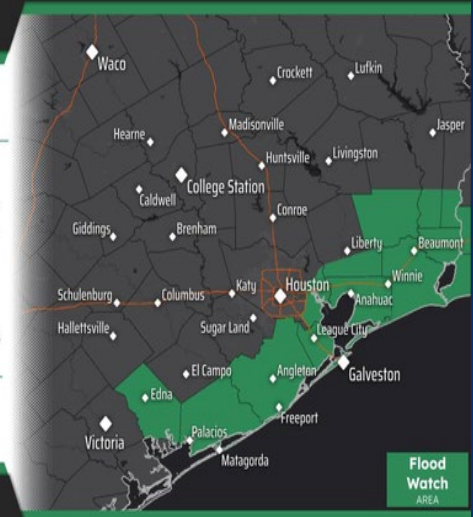 Waco
Crockett
Lufkin
Hearne
Madisonville
Jasper
Huntsville
Livingston
College Station
Caldwell
Conroe
Giddings
Brenham
Liberty
Beaumont
Winnie
Schulenburg
Columbus
Katy
Houston
Anahuac
Hallettsville
Sugar Land
League City
El Campo
Angleton
Galveston
Edna
Freeport
Victoria
Palacios
Matagorda
Flood
Watch
AREA